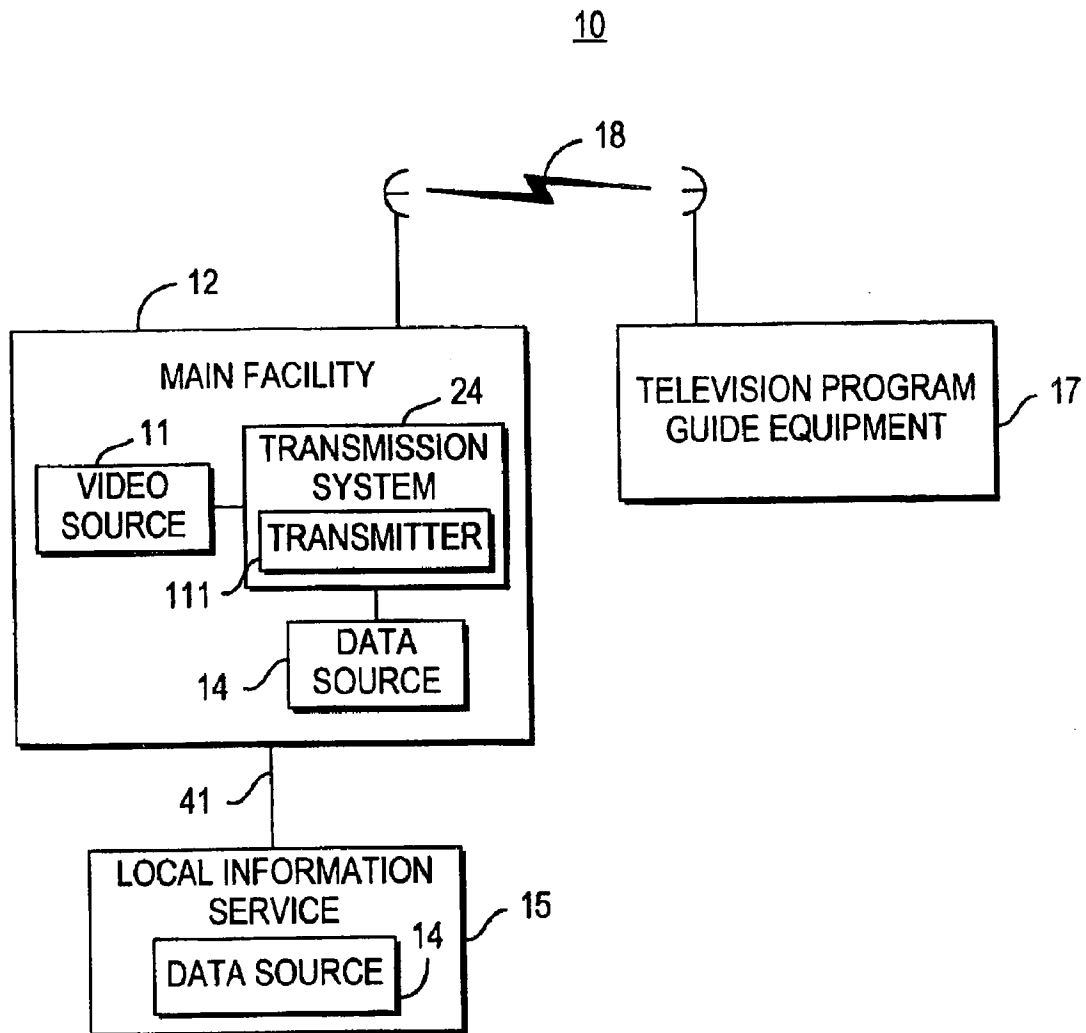 10
18
12
MAIN FACILITY
24
11
VIDEO
SOURCE
TRANSMISSION
SYSTEM
TRANSMITTER
111
DATA
SOURCE
14
TELEVISION PROGRAM
GUIDE EQUIPMENT
17
41
LOCAL INFORMATION
SERVICE
15
14
DATA SOURCE